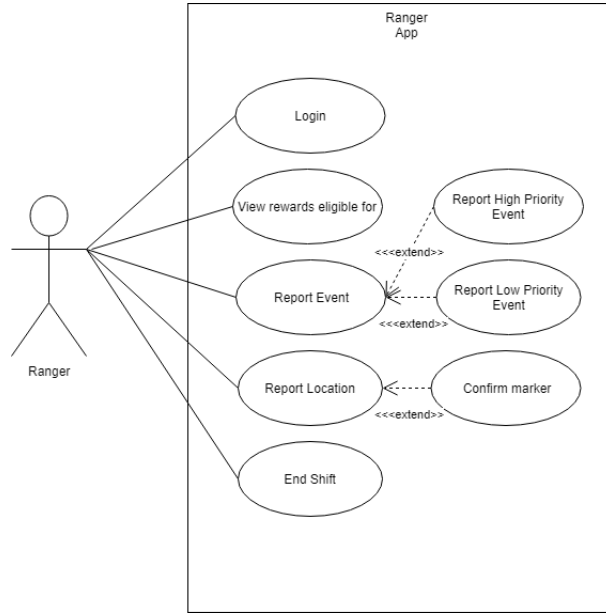 Ranger
App
Login
View rewards eligible for
Report High Priority
Event
<<<extend>>
Report Event
Report Low Priority
Event
<<<extend>>
Ranger
Report Location
Confirm marker
<<<extend>>
End Shift